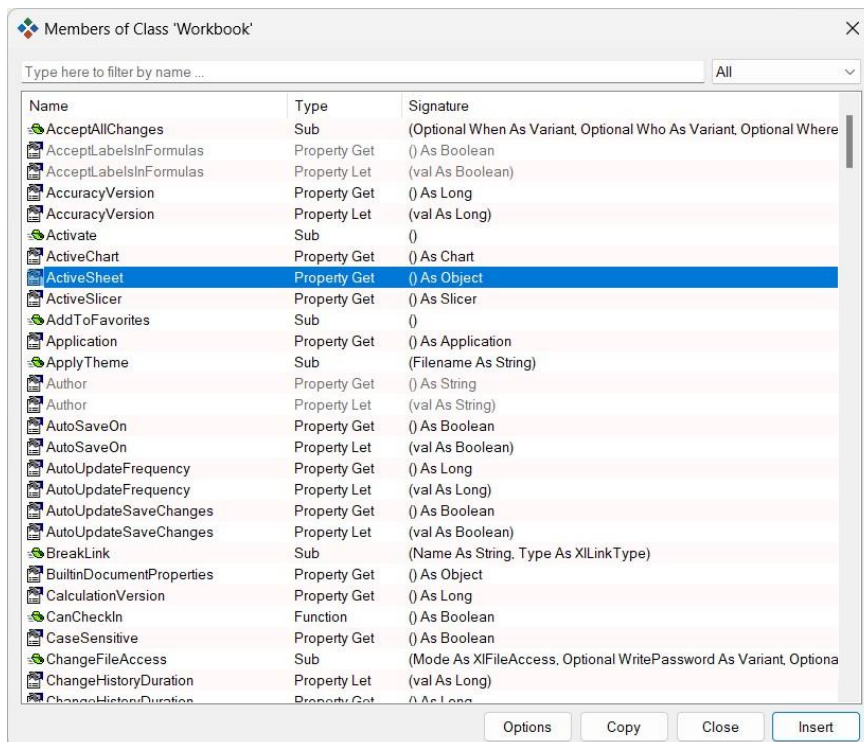 Members of Class 'Workbook'
Type here to filter by name ... All
Name Type Signature
AcceptAllChanges Sub (Optional When As Variant, Optional Who As Variant, Optional Where
AcceptLabelsInFormulas Property Get () As Boolean
AcceptLabelsInFormulas Property Let (val As Boolean)
AccuracyVersion Property Get () As Long
AccuracyVersion Property Let (val As Long)
Activate Sub ()
ActiveChart Property Get () As Chart
ActiveSheet Property Get () As Object
ActiveSlicer Property Get () As Slicer
AddToFavorites Sub ()
Application Property Get () As Application
ApplyTheme Sub (Filename As String)
Author Property Get () As String
Author Property Let (val As String)
AutoSaveOn Property Get () As Boolean
AutoSaveOn Property Let (val As Boolean)
AutoUpdateFrequency Property Get () As Long
AutoUpdateFrequency Property Let (val As Long)
AutoUpdateSaveChanges Property Get () As Boolean
AutoUpdateSaveChanges Property Let (val As Boolean)
BreakLink Sub (Name As String, Type As XlLinkType)
BuiltinDocumentProperties Property Get () As Object
CalculationVersion Property Get () As Long
CanCheckIn Function () As Boolean
CaseSensitive Property Get () As Boolean
ChangeFileAccess Sub (Mode As XlFileAccess, Optional WritePassword As Variant, Optiona
ChangeHistoryDuration Property Let (val As Long)
ChangeHistoryDuration Property Get () As Long
Options Copy Close Insert